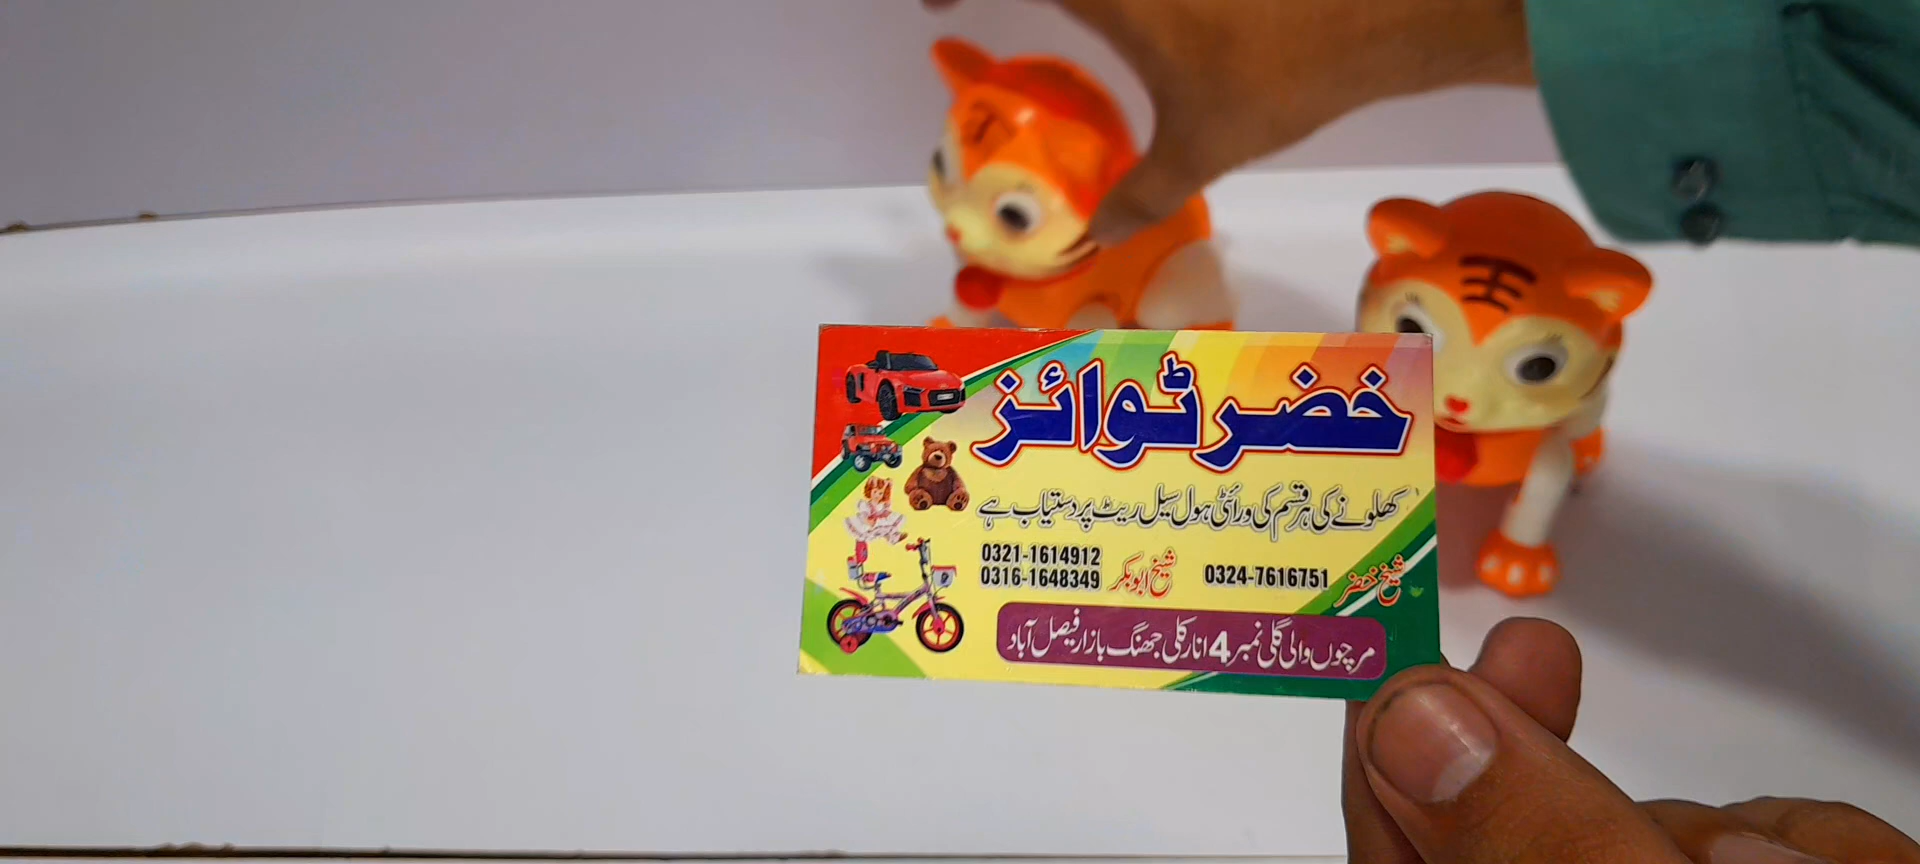 خضر ٹوائز
کھلونے کی ہر قسم کی ورائٹی ہول سیل ریٹ پر دستیاب ہے
شیخ خضر 0324-7616751 شیخ ابوبکر 0321-1614912
0316-1648349
مرچوں والی گلی نمبر 4 انارکلی جھنگ بازار فیصل آباد